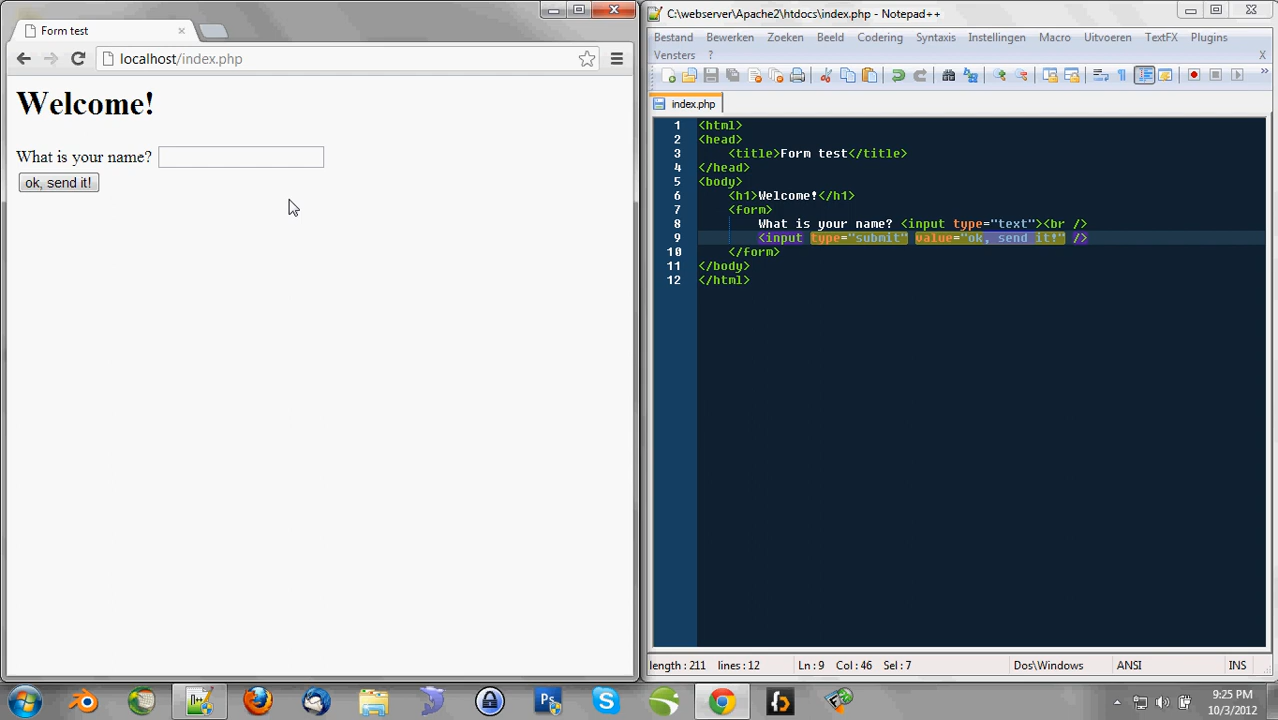 Form test
localhost/index.php
Welcome!
What is your name?
ok, send it!
C:\webserver\Apache2\htdocs\index.php - Notepad++
Bestand Bewerken Zoeken Beeld Codering Syntaxis Instellingen Macro Uitvoeren TextFX Plugins
Vensters ? X
index.php
1 <html>
2 <head>
3 <title>Form test</title>
4 </head>
5 <body>
6 <h1>Welcome!</h1>
7 <form>
8 What is your name? <input type="text"><br />
9 <input type="submit" value="ok, send it!" />
10 </form>
11 </body>
12 </html>
length : 211 lines : 12 Ln : 9 Col : 46 Sel : 7 Dos\Windows ANSI INS
9:25 PM
10/3/2012